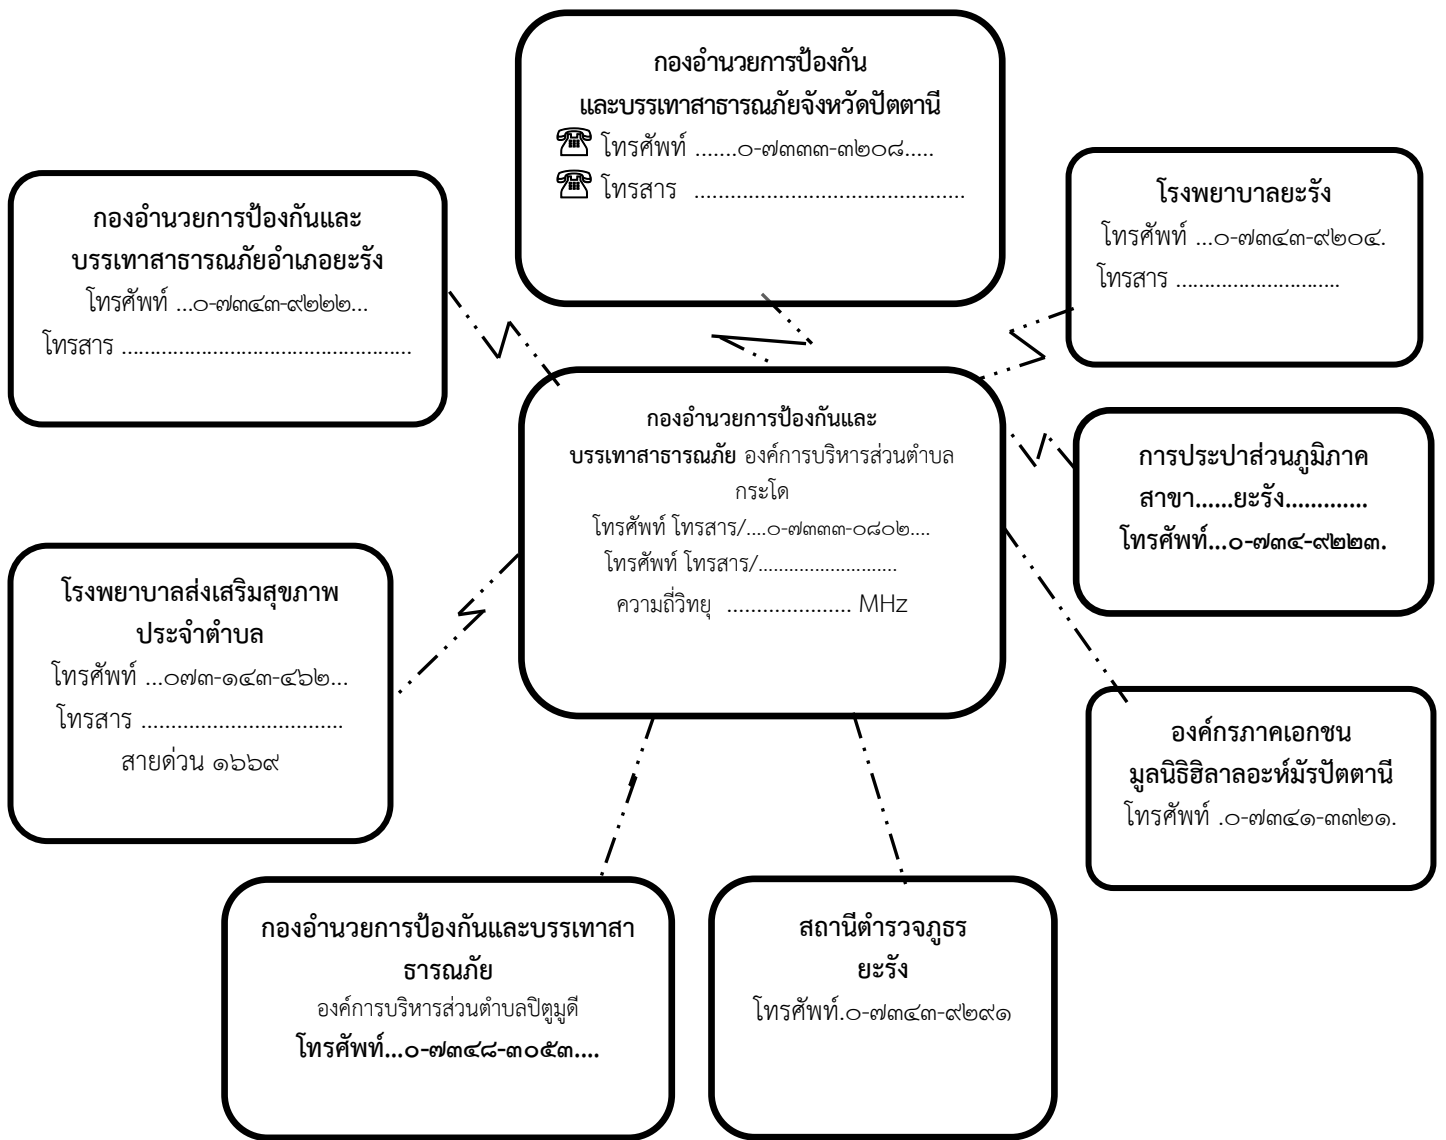 กองอำนวยการป้องกัน
และบรรเทาสาธารณภัยจังหวัดปัตตานี
โทรศัพท์ .......๐-๗๓๓๓-๓๒๐๘.....
โทรสาร .............................................
กองอำนวยการป้องกันและ
บรรเทาสาธารณภัยอำเภอยะรัง
โทรศัพท์ ...๐-๗๓๔๓-๙๒๒๒...
โทรสาร ................................................
โรงพยาบาลยะรัง
โทรศัพท์ ...๐-๗๓๔๓-๙๒๐๔.
โทรสาร ............................
กองอำนวยการป้องกันและ
บรรเทาสาธารณภัย องค์การบริหารส่วนตำบล
กระโด
โทรศัพท์ โทรสาร/....๐-๗๓๓๓-๐๘๐๒....
โทรศัพท์ โทรสาร/...........................
ความถี่วิทยุ ..................... MHz
การประปาส่วนภูมิภาค
สาขา......ยะรัง.............
โทรศัพท์...๐-๗๓๔-๙๒๒๓.
โรงพยาบาลส่งเสริมสุขภาพ
ประจำตำบล
โทรศัพท์ ...๐๗๓-๑๔๓-๔๖๒...
โทรสาร ..................................
สายด่วน ๑๖๖๙
องค์กรภาคเอกชน
มูลนิธิฮิลาลอะห์มัรปัตตานี
โทรศัพท์ .๐-๗๓๔๑-๓๓๒๑.
กองอำนวยการป้องกันและบรรเทาสา
ธารณภัย
องค์การบริหารส่วนตำบลปิตูมูดี
โทรศัพท์...๐-๗๓๔๘-๓๐๕๓....
สถานีตำรวจภูธร
ยะรัง
โทรศัพท์.๐-๗๓๔๓-๙๒๙๑